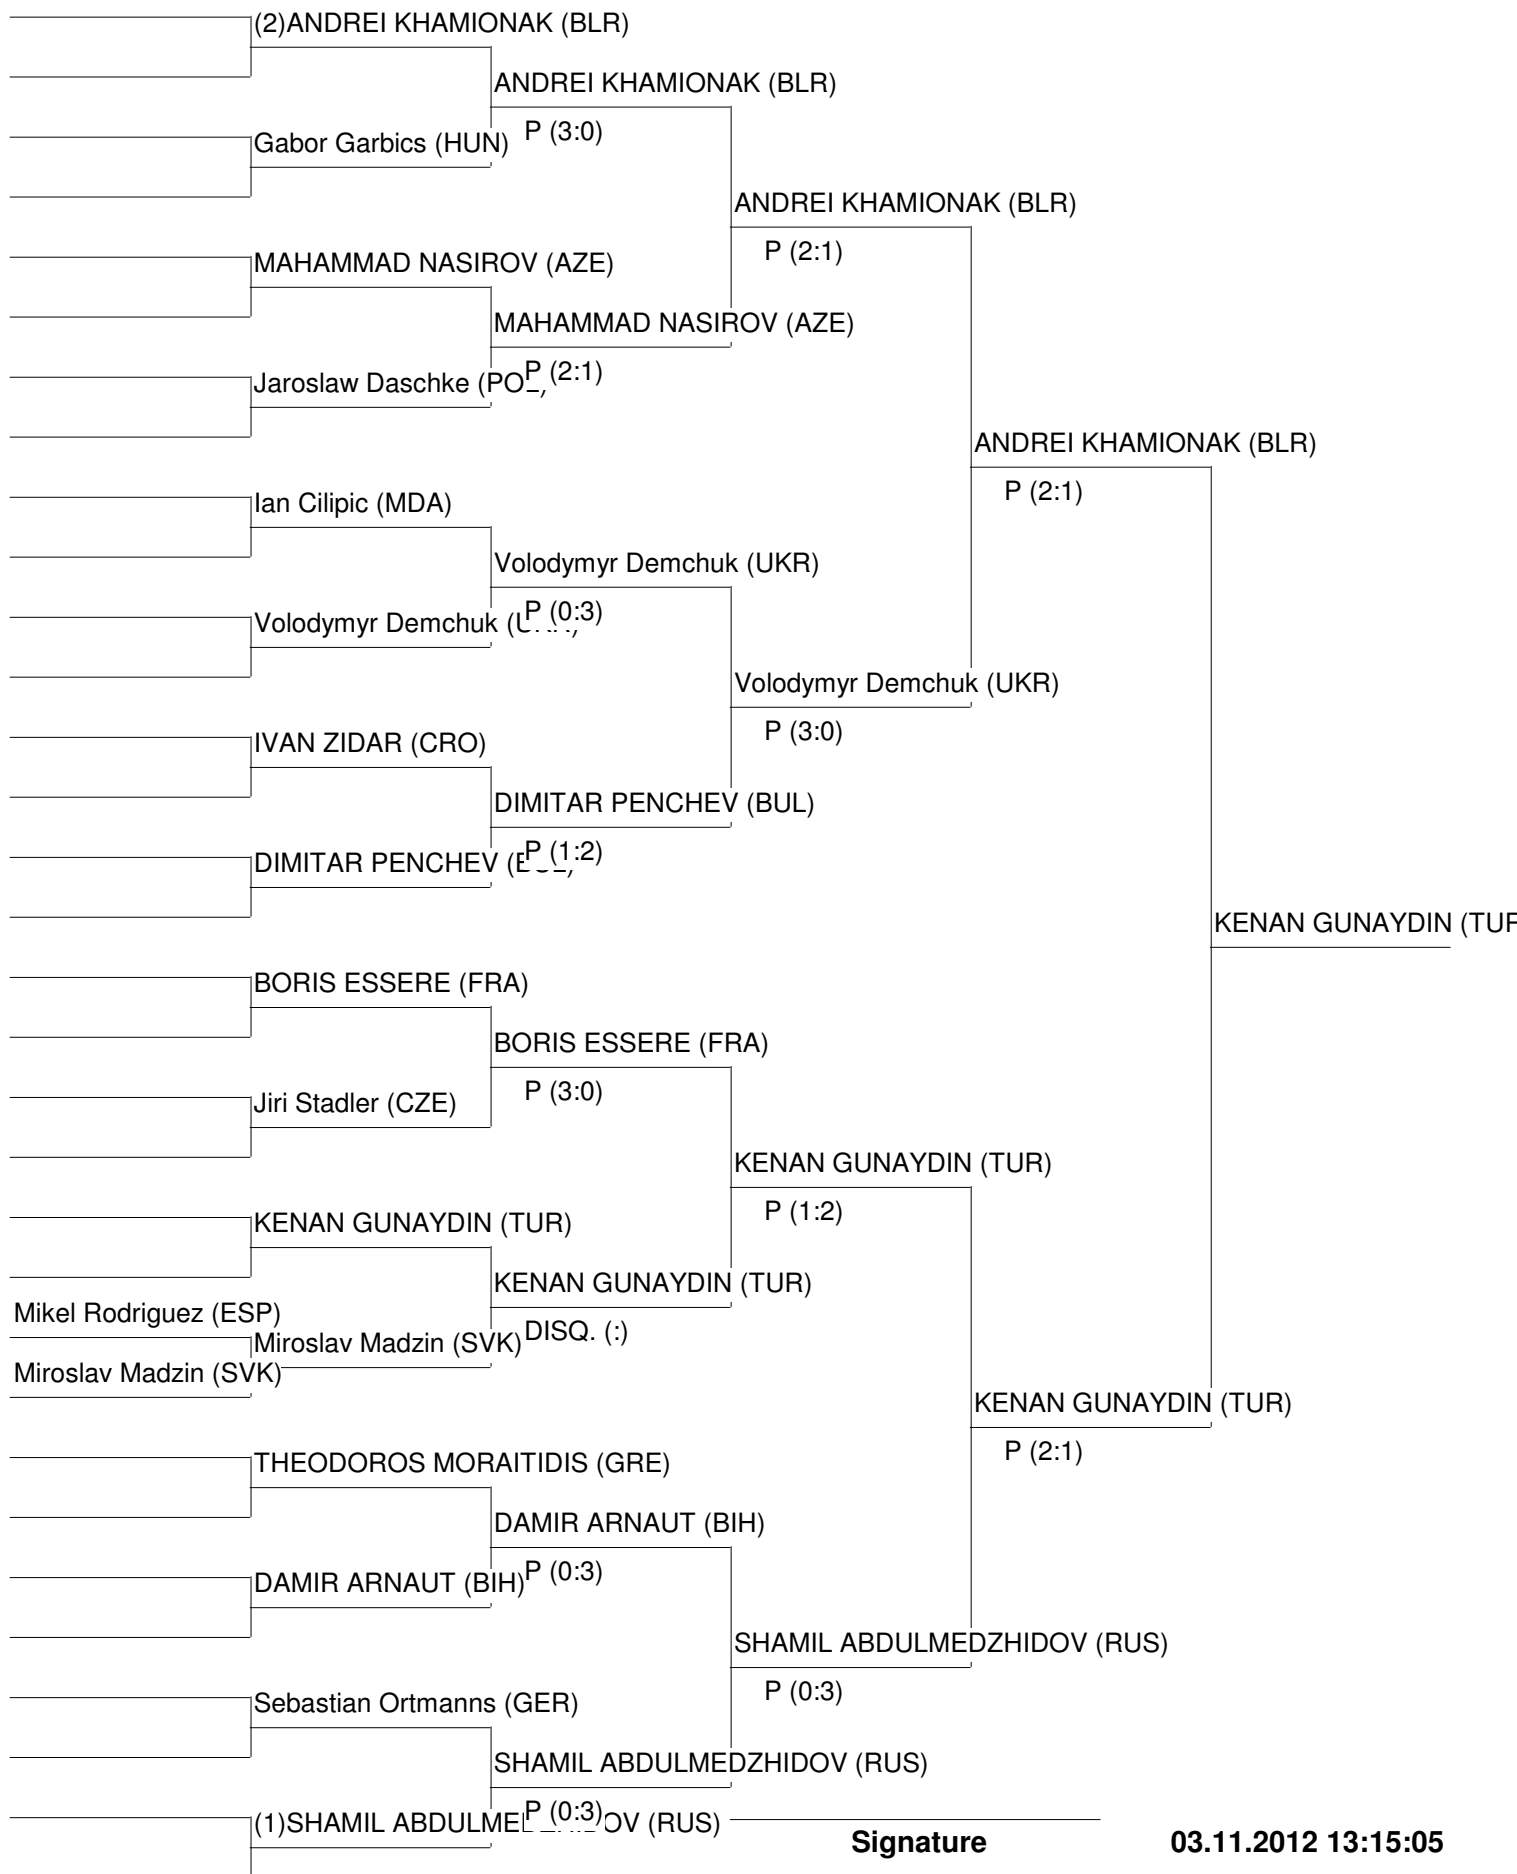 (2)ANDREI KHAMIONAK (BLR)
ANDREI KHAMIONAK (BLR)
P (3:0)
Gabor Garbics (HUN)
ANDREI KHAMIONAK (BLR)
P (2:1)
MAHAMMAD NASIROV (AZE)
MAHAMMAD NASIROV (AZE)
P (2:1)
Jaroslaw Daschke
ANDREI KHAMIONAK (BLR)
P (2:1)
Ian Cilipic (MDA)
Volodymyr Demchuk (UKR)
P (0:3)
Volodymyr Demchuk
Volodymyr Demchuk (UKR)
P (3:0)
IVAN ZIDAR (CRO)
DIMITAR PENCHEV (BUL)
P (1:2)
DIMITAR PENCHEV
KENAN GUNAYDIN (TUR
BORIS ESSERE (FRA)
BORIS ESSERE (FRA)
P (3:0)
Jiri Stadler (CZE)
KENAN GUNAYDIN (TUR)
P (1:2)
KENAN GUNAYDIN (TUR)
KENAN GUNAYDIN (TUR)
DISQ. (:)
Mikel Rodriguez (ESP)
Miroslav Madzin (SVK)
Miroslav Madzin (SVK)
KENAN GUNAYDIN (TUR)
P (2:1)
THEODOROS MORAITIDIS (GRE)
DAMIR ARNAUT (BIH)
P (0:3)
DAMIR ARNAUT (BIH)
SHAMIL ABDULMEDZHIDOV (RUS)
P (0:3)
Sebastian Ortmanns (GER)
SHAMIL ABDULMEDZHIDOV (RUS)
P (0:3)
(1)SHAMIL ABDULMEDZHIDOV (RUS)
Signature
03.11.2012 13:15:05